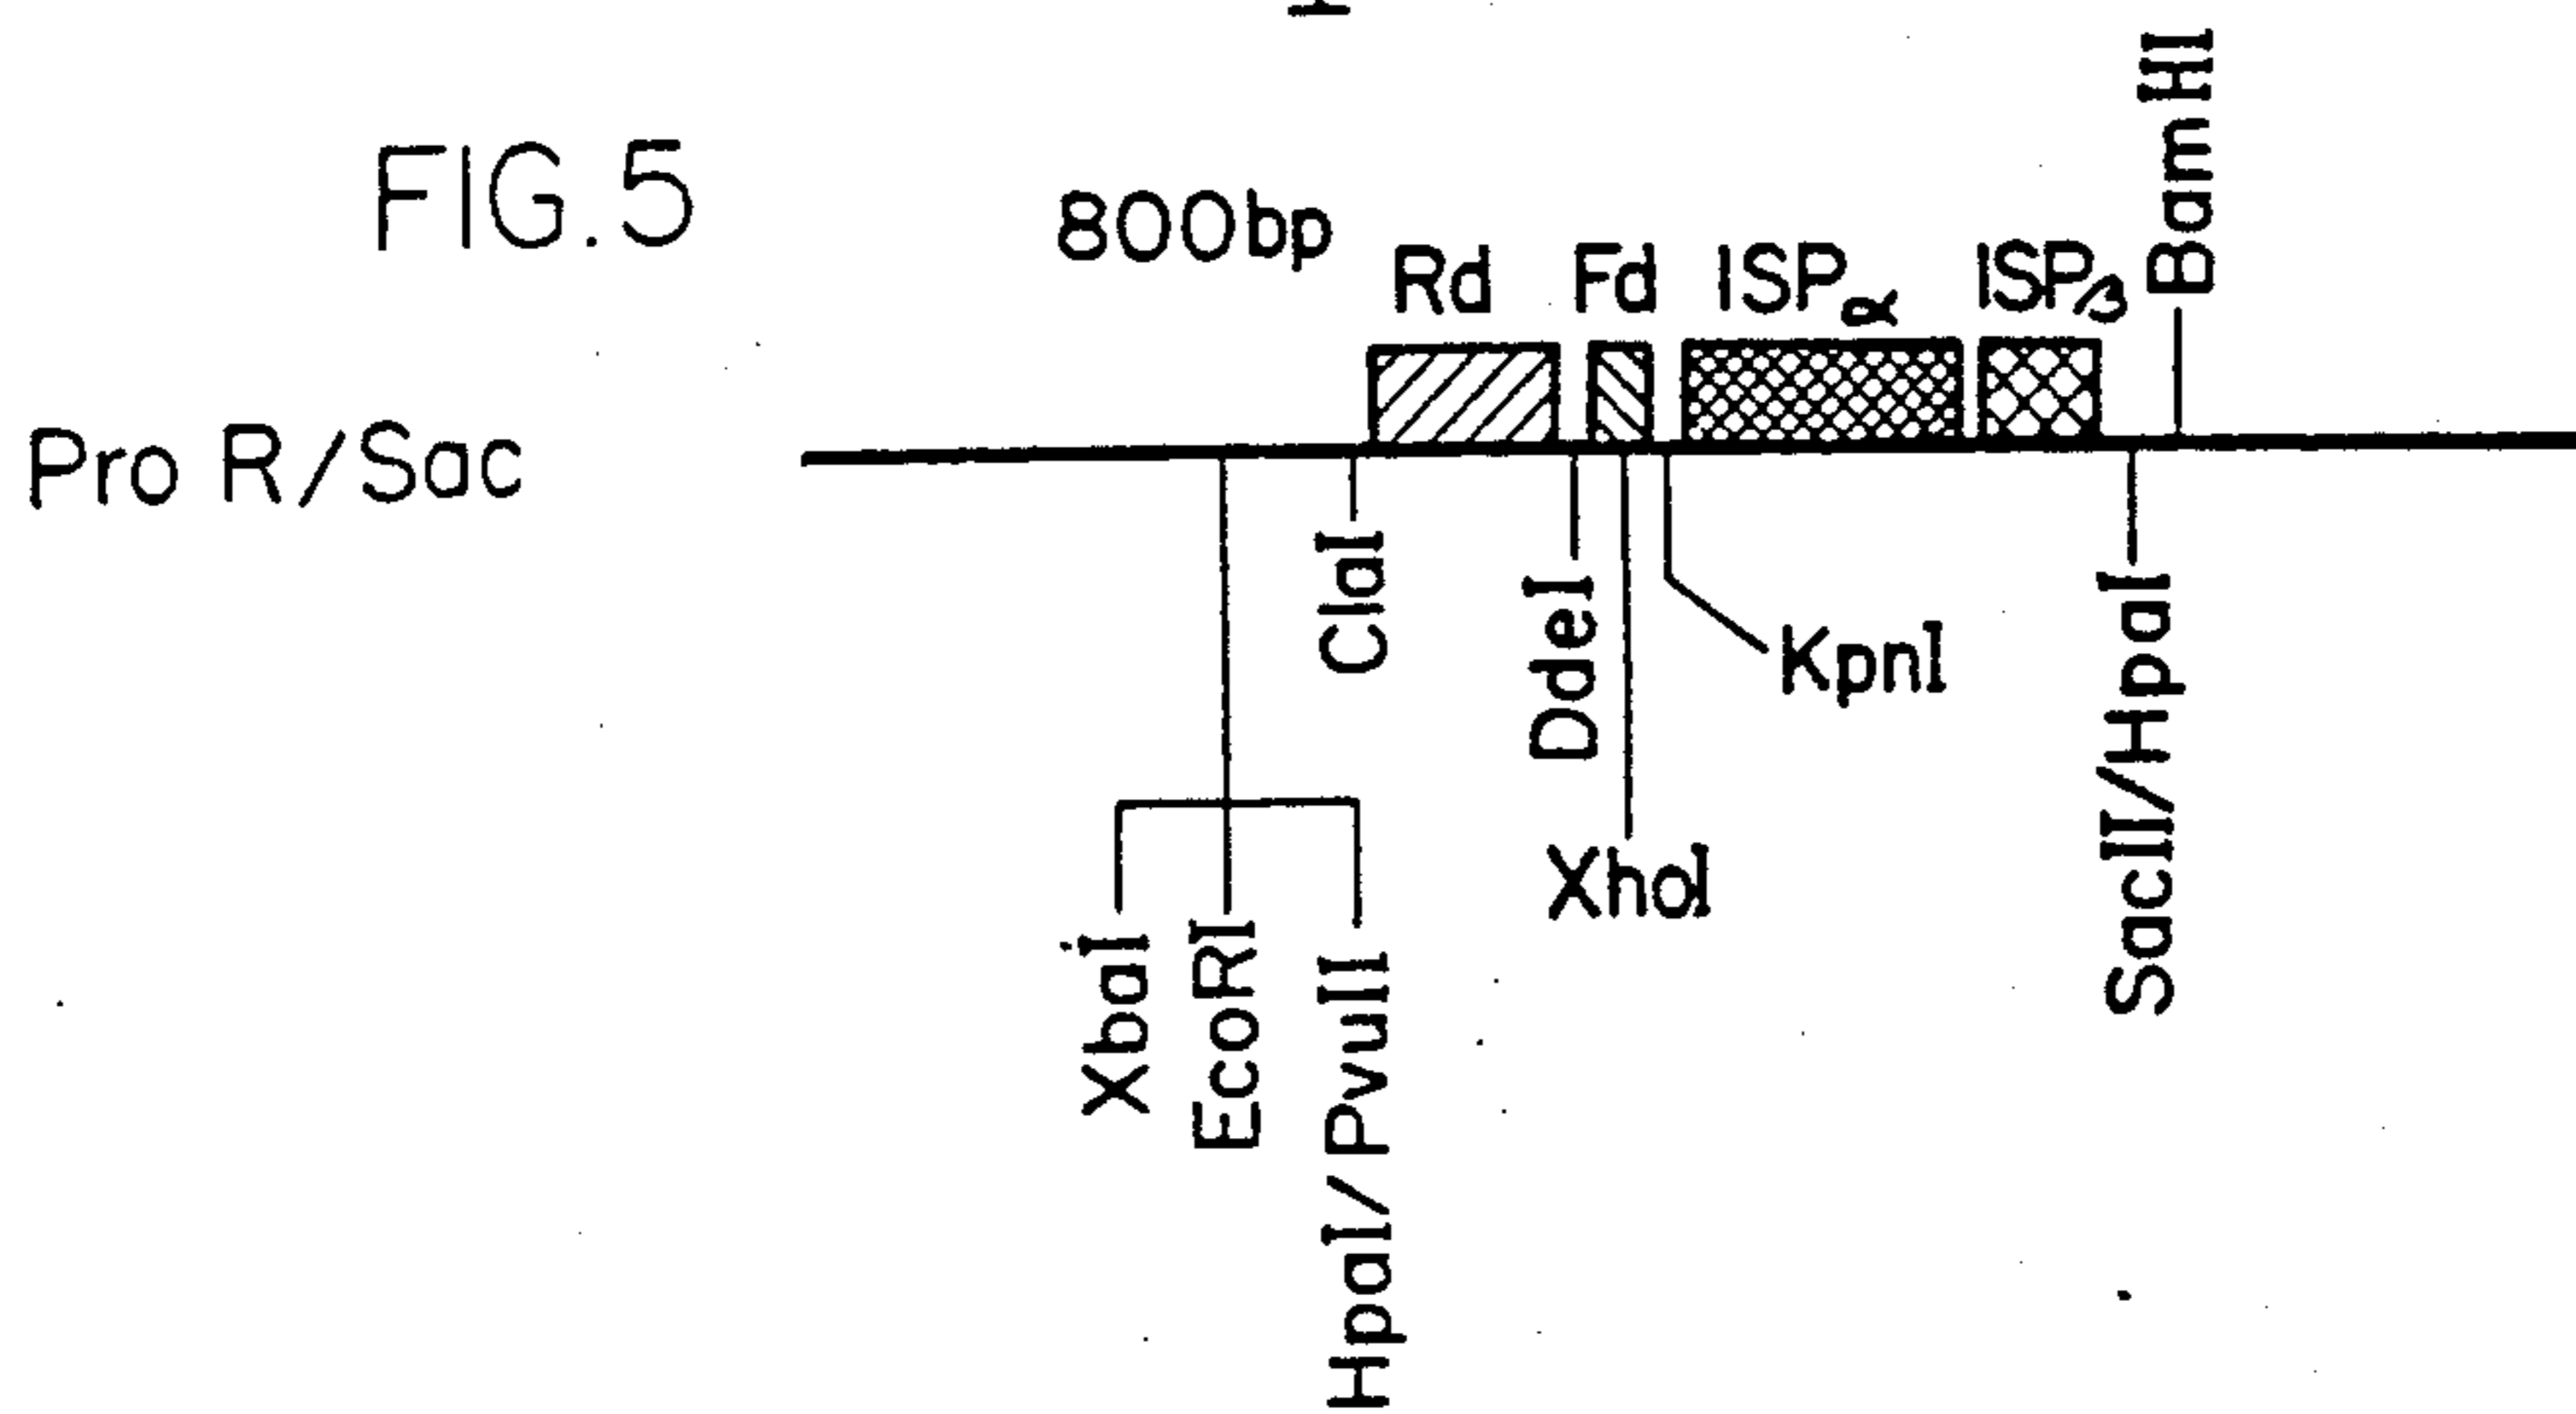 FIG.5
800bp
Rd Fd ISPα ISPβ BamHI
Pro R/Sac
ClaI
DdeI
KpnI
XhoI
SacII/HpaI
XbaI
EcoRI
HpaI/PvuII